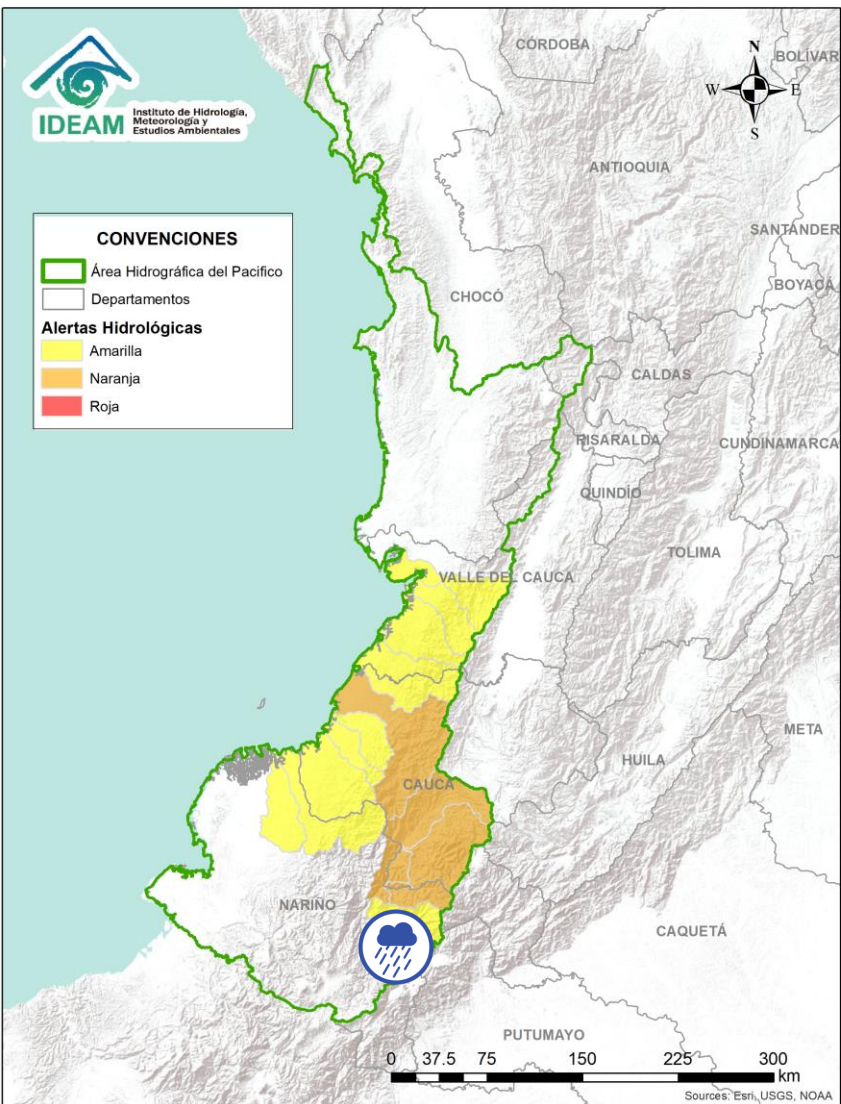 IDEAM
Instituto de Hidrología,
Meteorología y
Estudios Ambientales
N
W
E
S
CÓRDOBA
BOLÍVAR
ANTIOQUIA
SANTANDER
BOYACÁ
CONVENCIONES
Área Hidrográfica del Pacifico
Departamentos
Alertas Hidrológicas
Amarilla
Naranja
Roja
CHOCÓ
CALDAS
RISARALDA
CUNDINAMARCA
QUINDÍO
TOLIMA
VALLE DEL CAUCA
META
HUILA
CAUCA
NARIÑO
CAQUETÁ
PUTUMAYO
0 37.5 75 150 225 300
km
Sources: Esri, USGS, NOAA